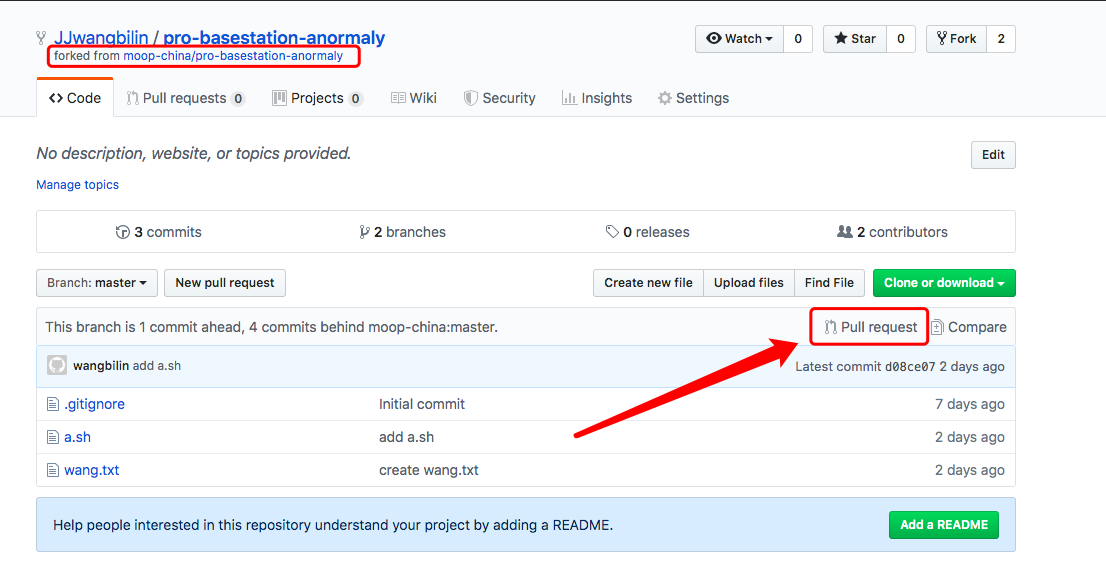 JJwangbilin / pro-basestation-anormaly
Watch 0 Star 0 Fork 2
forked from moop-china/pro-basestation-anormaly
Code Pull requests 0 Projects 0 Wiki Security Insights Settings
No description, website, or topics provided. Edit
Manage topics
3 commits 2 branches 0 releases 2 contributors
Branch: master New pull request Create new file Upload files Find File Clone or download
This branch is 1 commit ahead, 4 commits behind moop-china:master. Pull request Compare
wangbilin add a.sh Latest commit d08ce07 2 days ago
.gitignore Initial commit 7 days ago
a.sh add a.sh 2 days ago
wang.txt create wang.txt 2 days ago
Help people interested in this repository understand your project by adding a README. Add a README